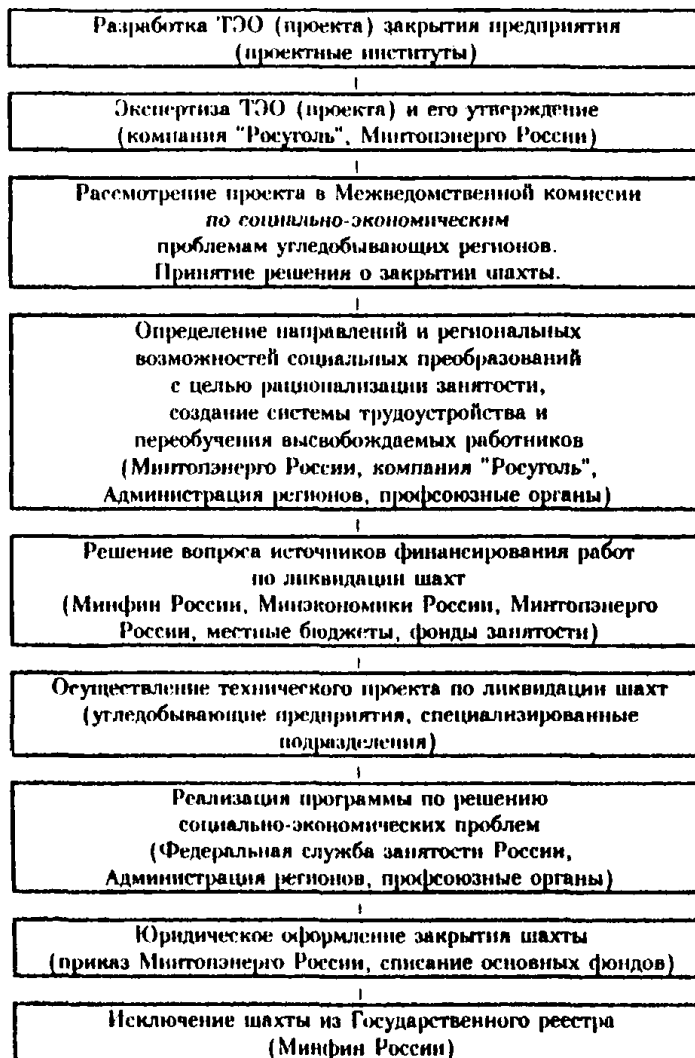 Разработка ТЭО (проекта) закрытия предприятия
(проектные институты)
Экспертиза ТЭО (проекта) и его утверждение
(компания "Росуголь", Минтопэнерго России)
Рассмотрение проекта в Межведомственной комиссии
по социально-экономическим
проблемам угледобывающих регионов.
Принятие решения о закрытии шахты.
Определение направлений и региональных
возможностей социальных преобразований
с целью рационализации занятости,
создание системы трудоустройства и
переобучения высвобождаемых работников
(Минтопэнерго России, компания "Росуголь",
Администрация регионов, профсоюзные органы)
Решение вопроса источников финансирования работ
по ликвидации шахт
(Минфин России, Минэкономики России, Минтопэнерго
России, местные бюджеты, фонды занятости)
Осуществление технического проекта по ликвидации шахт
(угледобывающие предприятия, специализированные
подразделения)
Реализация программы по решению
социально-экономических проблем
(Федеральная служба занятости России,
Администрация регионов, профсоюзные органы)
Юридическое оформление закрытия шахты
(приказ Минтопэнерго России, списание основных фондов)
Исключение шахты из Государственного реестра
(Минфин России)